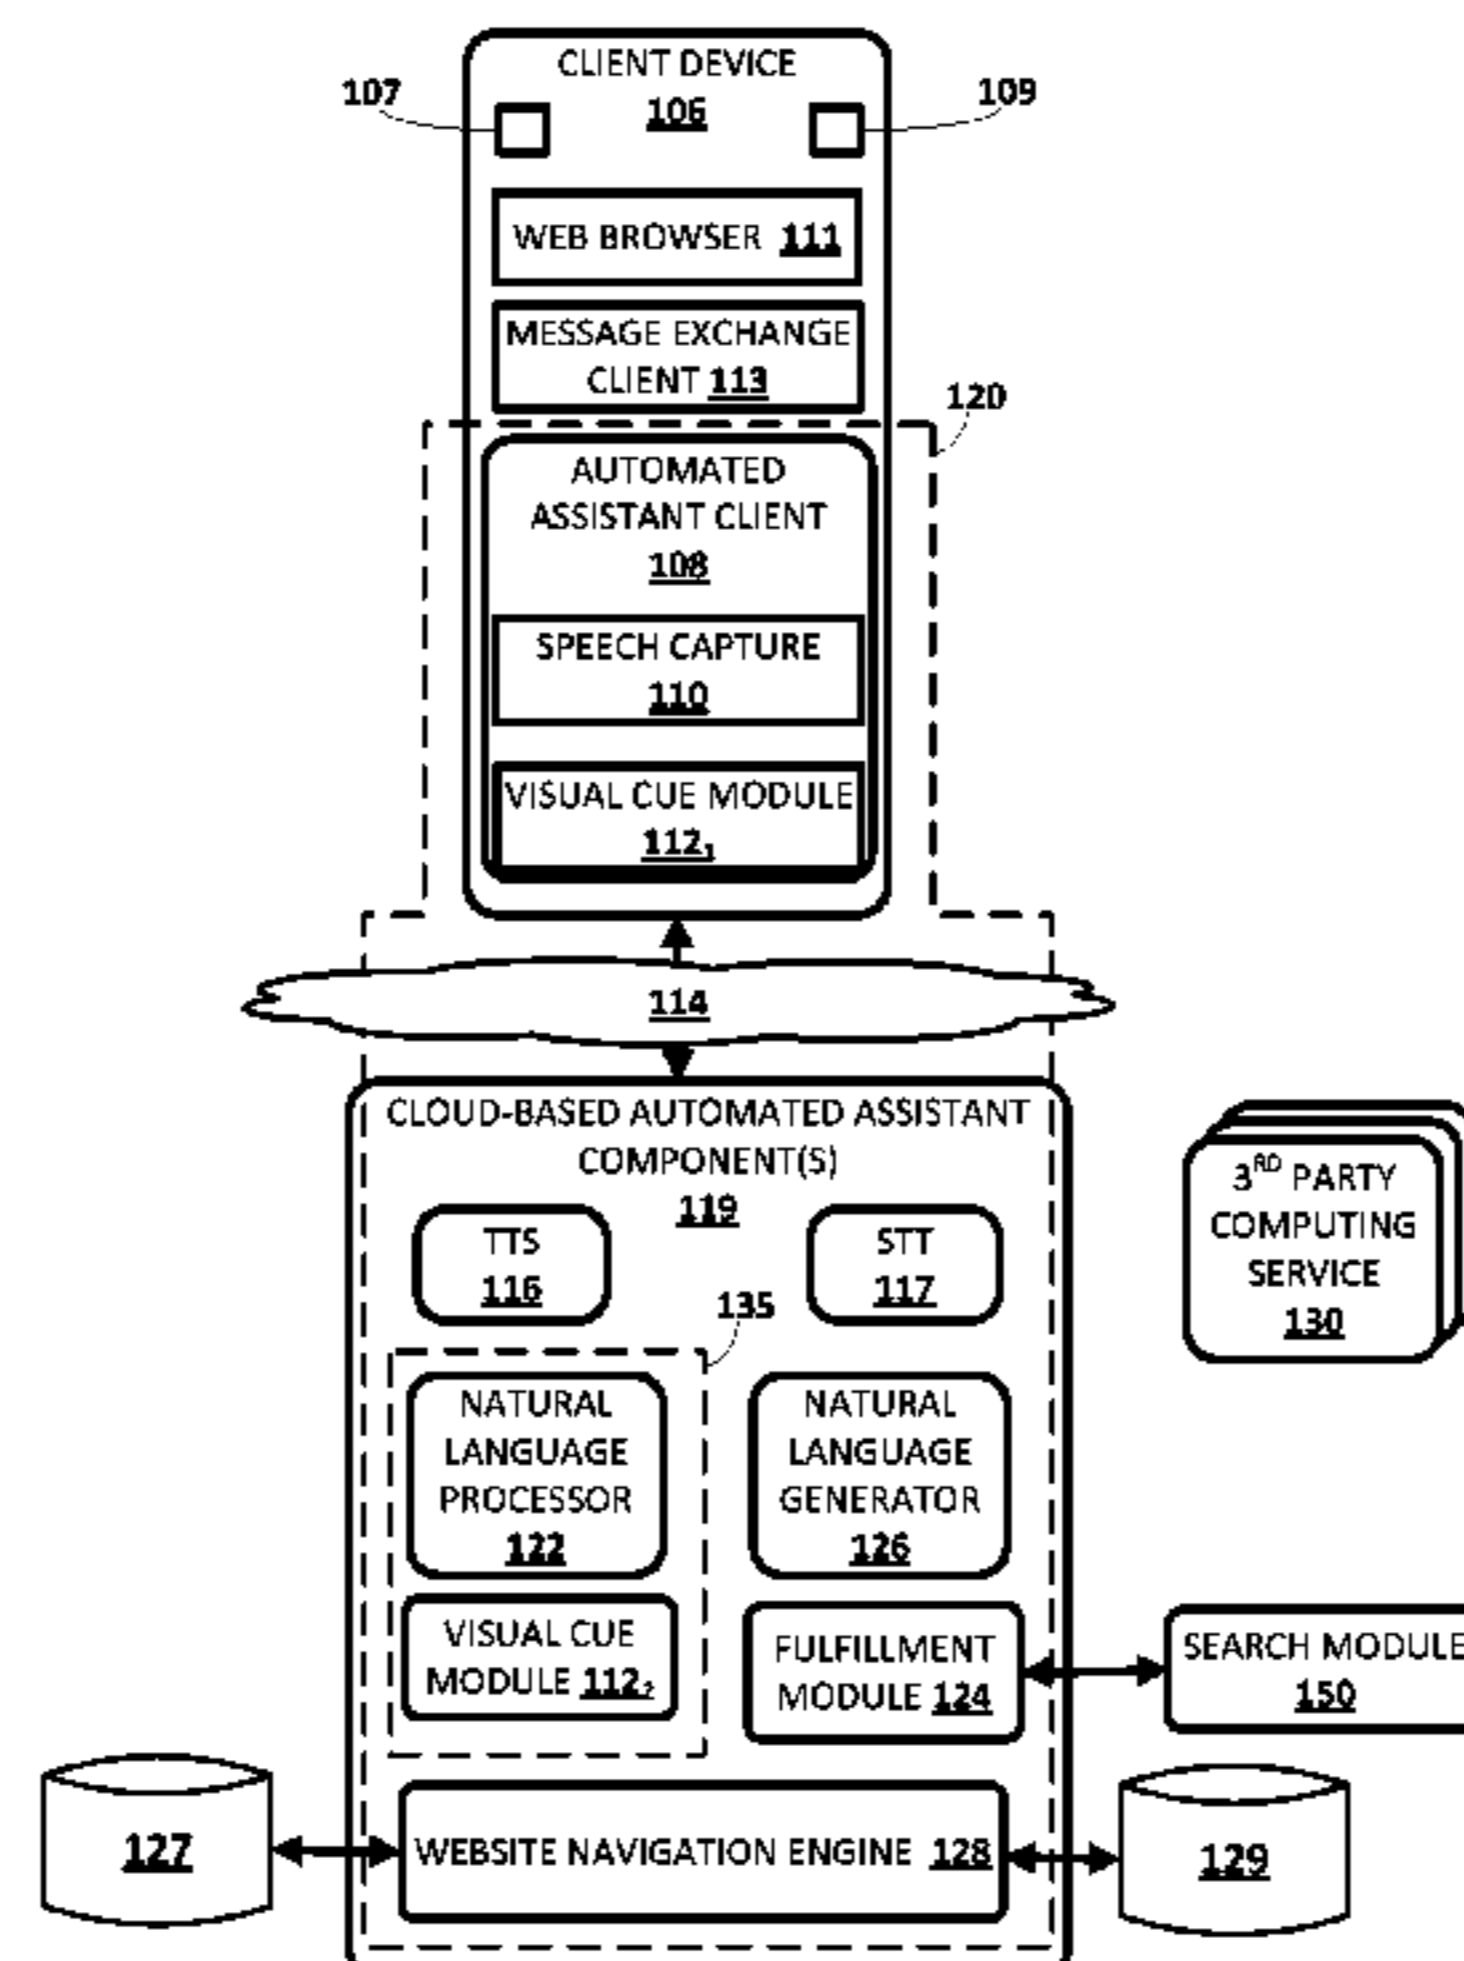 CLIENT DEVICE
107
109
106
WEB BROWSER 111
MESSAGE EXCHANGE
CLIENT 113
120
AUTOMATED
ASSISTANT CLIENT
108
SPEECH CAPTURE
110
VISUAL CUE MODULE
112₁
114
CLOUD-BASED AUTOMATED ASSISTANT
COMPONENT(S)
119
TTS
116
STT
117
3ᴿᴰ PARTY
COMPUTING
SERVICE
130
135
NATURAL
LANGUAGE
PROCESSOR
122
NATURAL
LANGUAGE
GENERATOR
126
VISUAL CUE
MODULE 112₂
FULFILLMENT
MODULE 124
SEARCH MODULE
150
127
WEBSITE NAVIGATION ENGINE 128
129